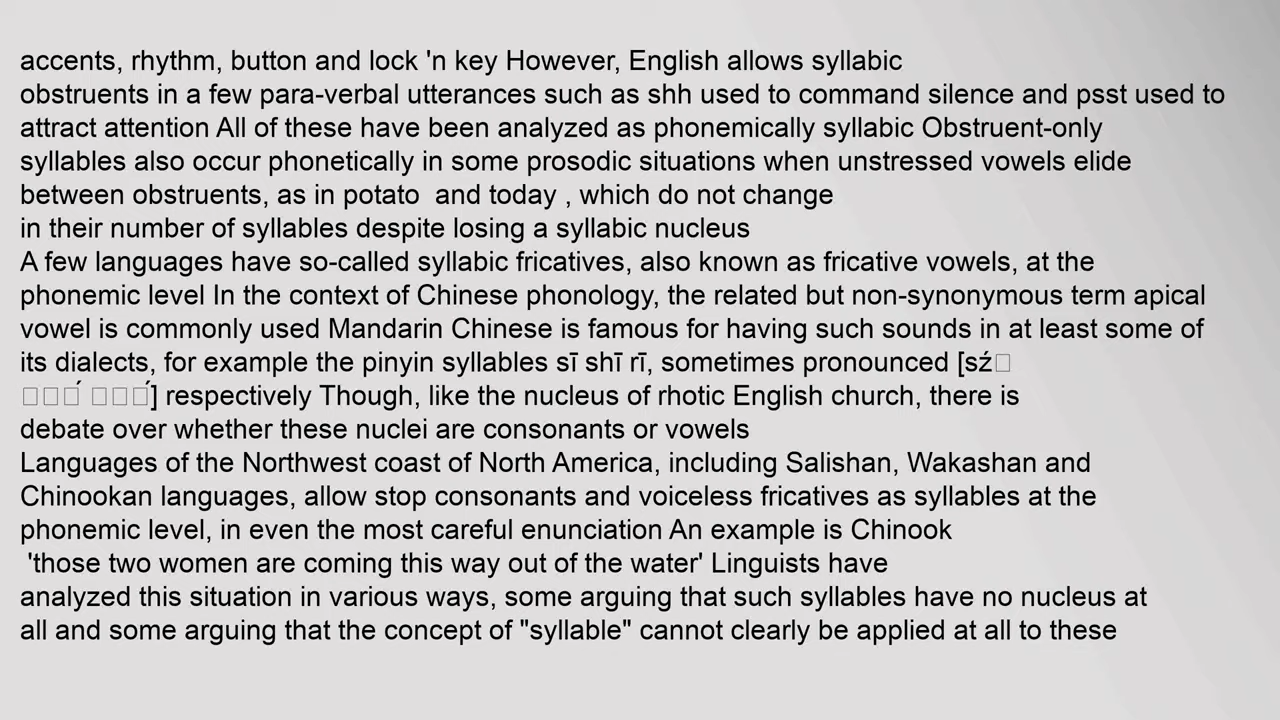 accents, rhythm, button and lock 'n key However, English allows syllabic
obstruents in a few para-verbal utterances such as shh used to command silence and psst used to
attract attention All of these have been analyzed as phonemically syllabic Obstruent-only
syllables also occur phonetically in some prosodic situations when unstressed vowels elide
between obstruents, as in potato  and today , which do not change
in their number of syllables despite losing a syllabic nucleus
A few languages have so-called syllabic fricatives, also known as fricative vowels, at the
phonemic level In the context of Chinese phonology, the related but non-synonymous term apical
vowel is commonly used Mandarin Chinese is famous for having such sounds in at least some of
its dialects, for example the pinyin syllables sī shī rī, sometimes pronounced [sź□
□□□́ □□□́] respectively Though, like the nucleus of rhotic English church, there is
debate over whether these nuclei are consonants or vowels
Languages of the Northwest coast of North America, including Salishan, Wakashan and
Chinookan languages, allow stop consonants and voiceless fricatives as syllables at the
phonemic level, in even the most careful enunciation An example is Chinook
'those two women are coming this way out of the water' Linguists have
analyzed this situation in various ways, some arguing that such syllables have no nucleus at
all and some arguing that the concept of "syllable" cannot clearly be applied at all to these